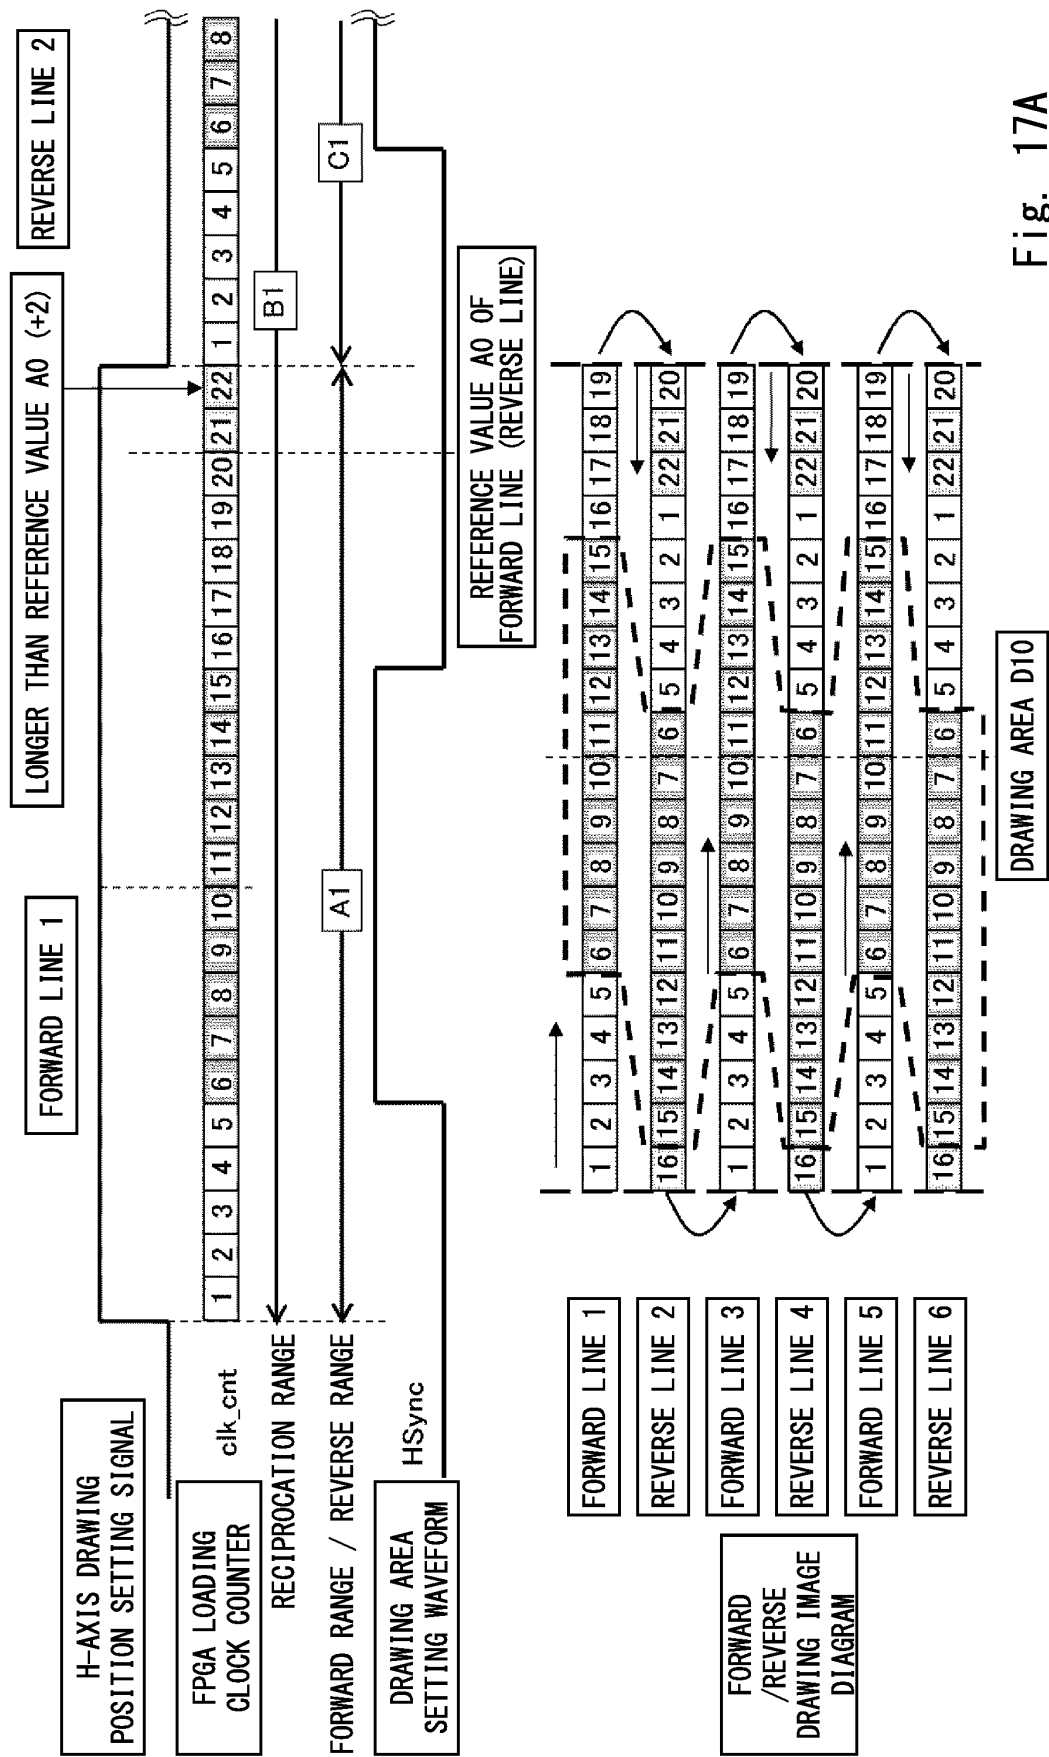 H-AXIS DRAWING
POSITION SETTING SIGNAL
FORWARD LINE 1
LONGER THAN REFERENCE VALUE A0 (+2)
REVERSE LINE 2
FPGA LOADING
CLOCK COUNTER
clk_cnt
1 2 3 4 5 6 7 8 9 10 11 12 13 14 15 16 17 18 19 20 21 22 1 2 3 4 5 6 7 8
RECIPROCATION RANGE
B1
FORWARD RANGE / REVERSE RANGE
A1
C1
DRAWING AREA
SETTING WAVEFORM
HSync
REFERENCE VALUE A0 OF
FORWARD LINE (REVERSE LINE)
FORWARD
/REVERSE
DRAWING IMAGE
DIAGRAM
FORWARD LINE 1
1 2 3 4 5 6 7 8 9 10 11 12 13 14 15 16 17 18 19
REVERSE LINE 2
16 15 14 13 12 11 10 9 8 7 6 5 4 3 2 1 22 21 20
FORWARD LINE 3
1 2 3 4 5 6 7 8 9 10 11 12 13 14 15 16 17 18 19
REVERSE LINE 4
16 15 14 13 12 11 10 9 8 7 6 5 4 3 2 1 22 21 20
FORWARD LINE 5
1 2 3 4 5 6 7 8 9 10 11 12 13 14 15 16 17 18 19
REVERSE LINE 6
16 15 14 13 12 11 10 9 8 7 6 5 4 3 2 1 22 21 20
DRAWING AREA D10
Fig. 17A